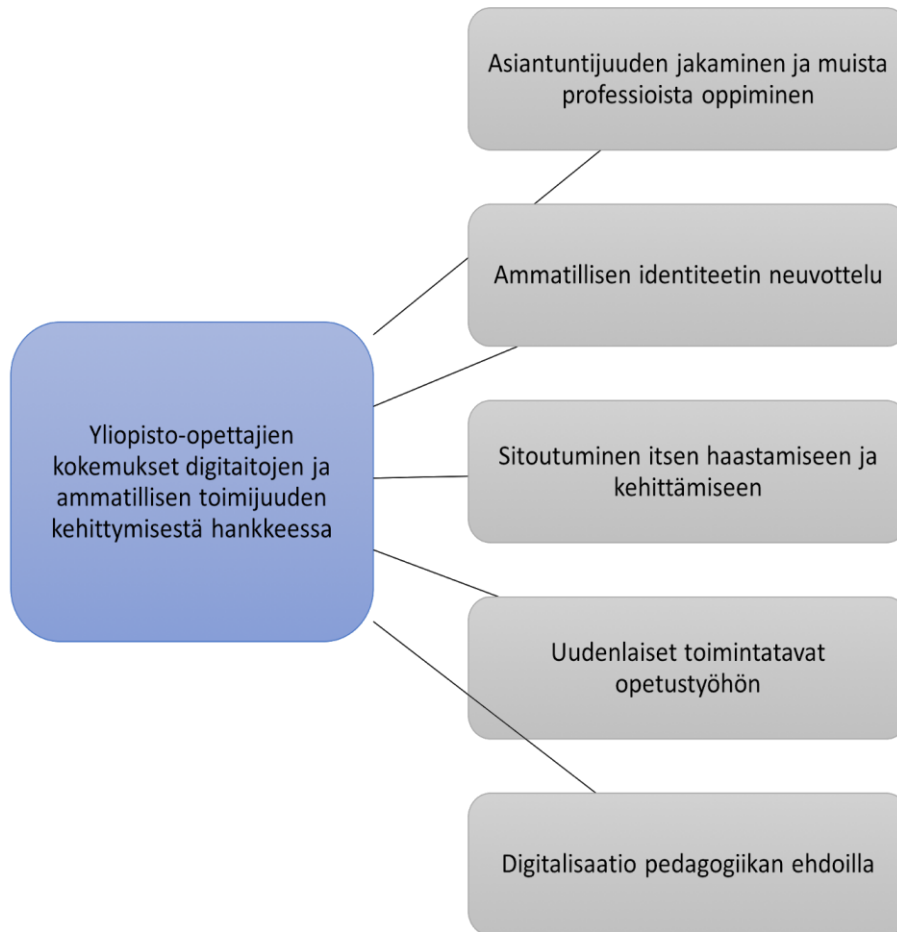 Asiantuntijuuden jakaminen ja muista
professioista oppiminen
Ammatillisen identiteetin neuvottelu
Yliopisto-opettajien
kokemukset digitaitojen ja
ammatillisen toimijuuden
kehittymisestä hankkeessa
Sitoutuminen itsen haastamiseen ja
kehittämiseen
Uudenlaiset toimintatavat
opetustyöhön
Digitalisaatio pedagogiikan ehdoilla